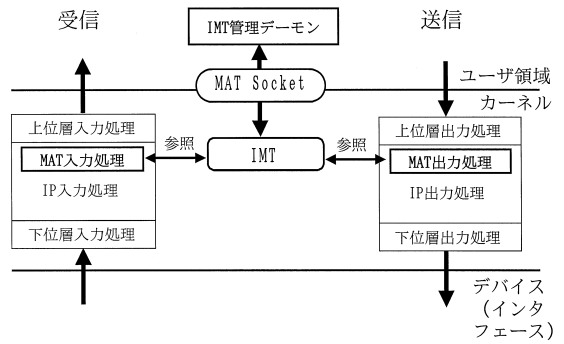 受信
IMT管理デーモン
送信
MAT Socket
ユーザ領域
カーネル
上位層入力処理
MAT入力処理
IP入力処理
下位層入力処理
参照
IMT
参照
上位層出力処理
MAT出力処理
IP出力処理
下位層出力処理
デバイス
(インタ
フェース)